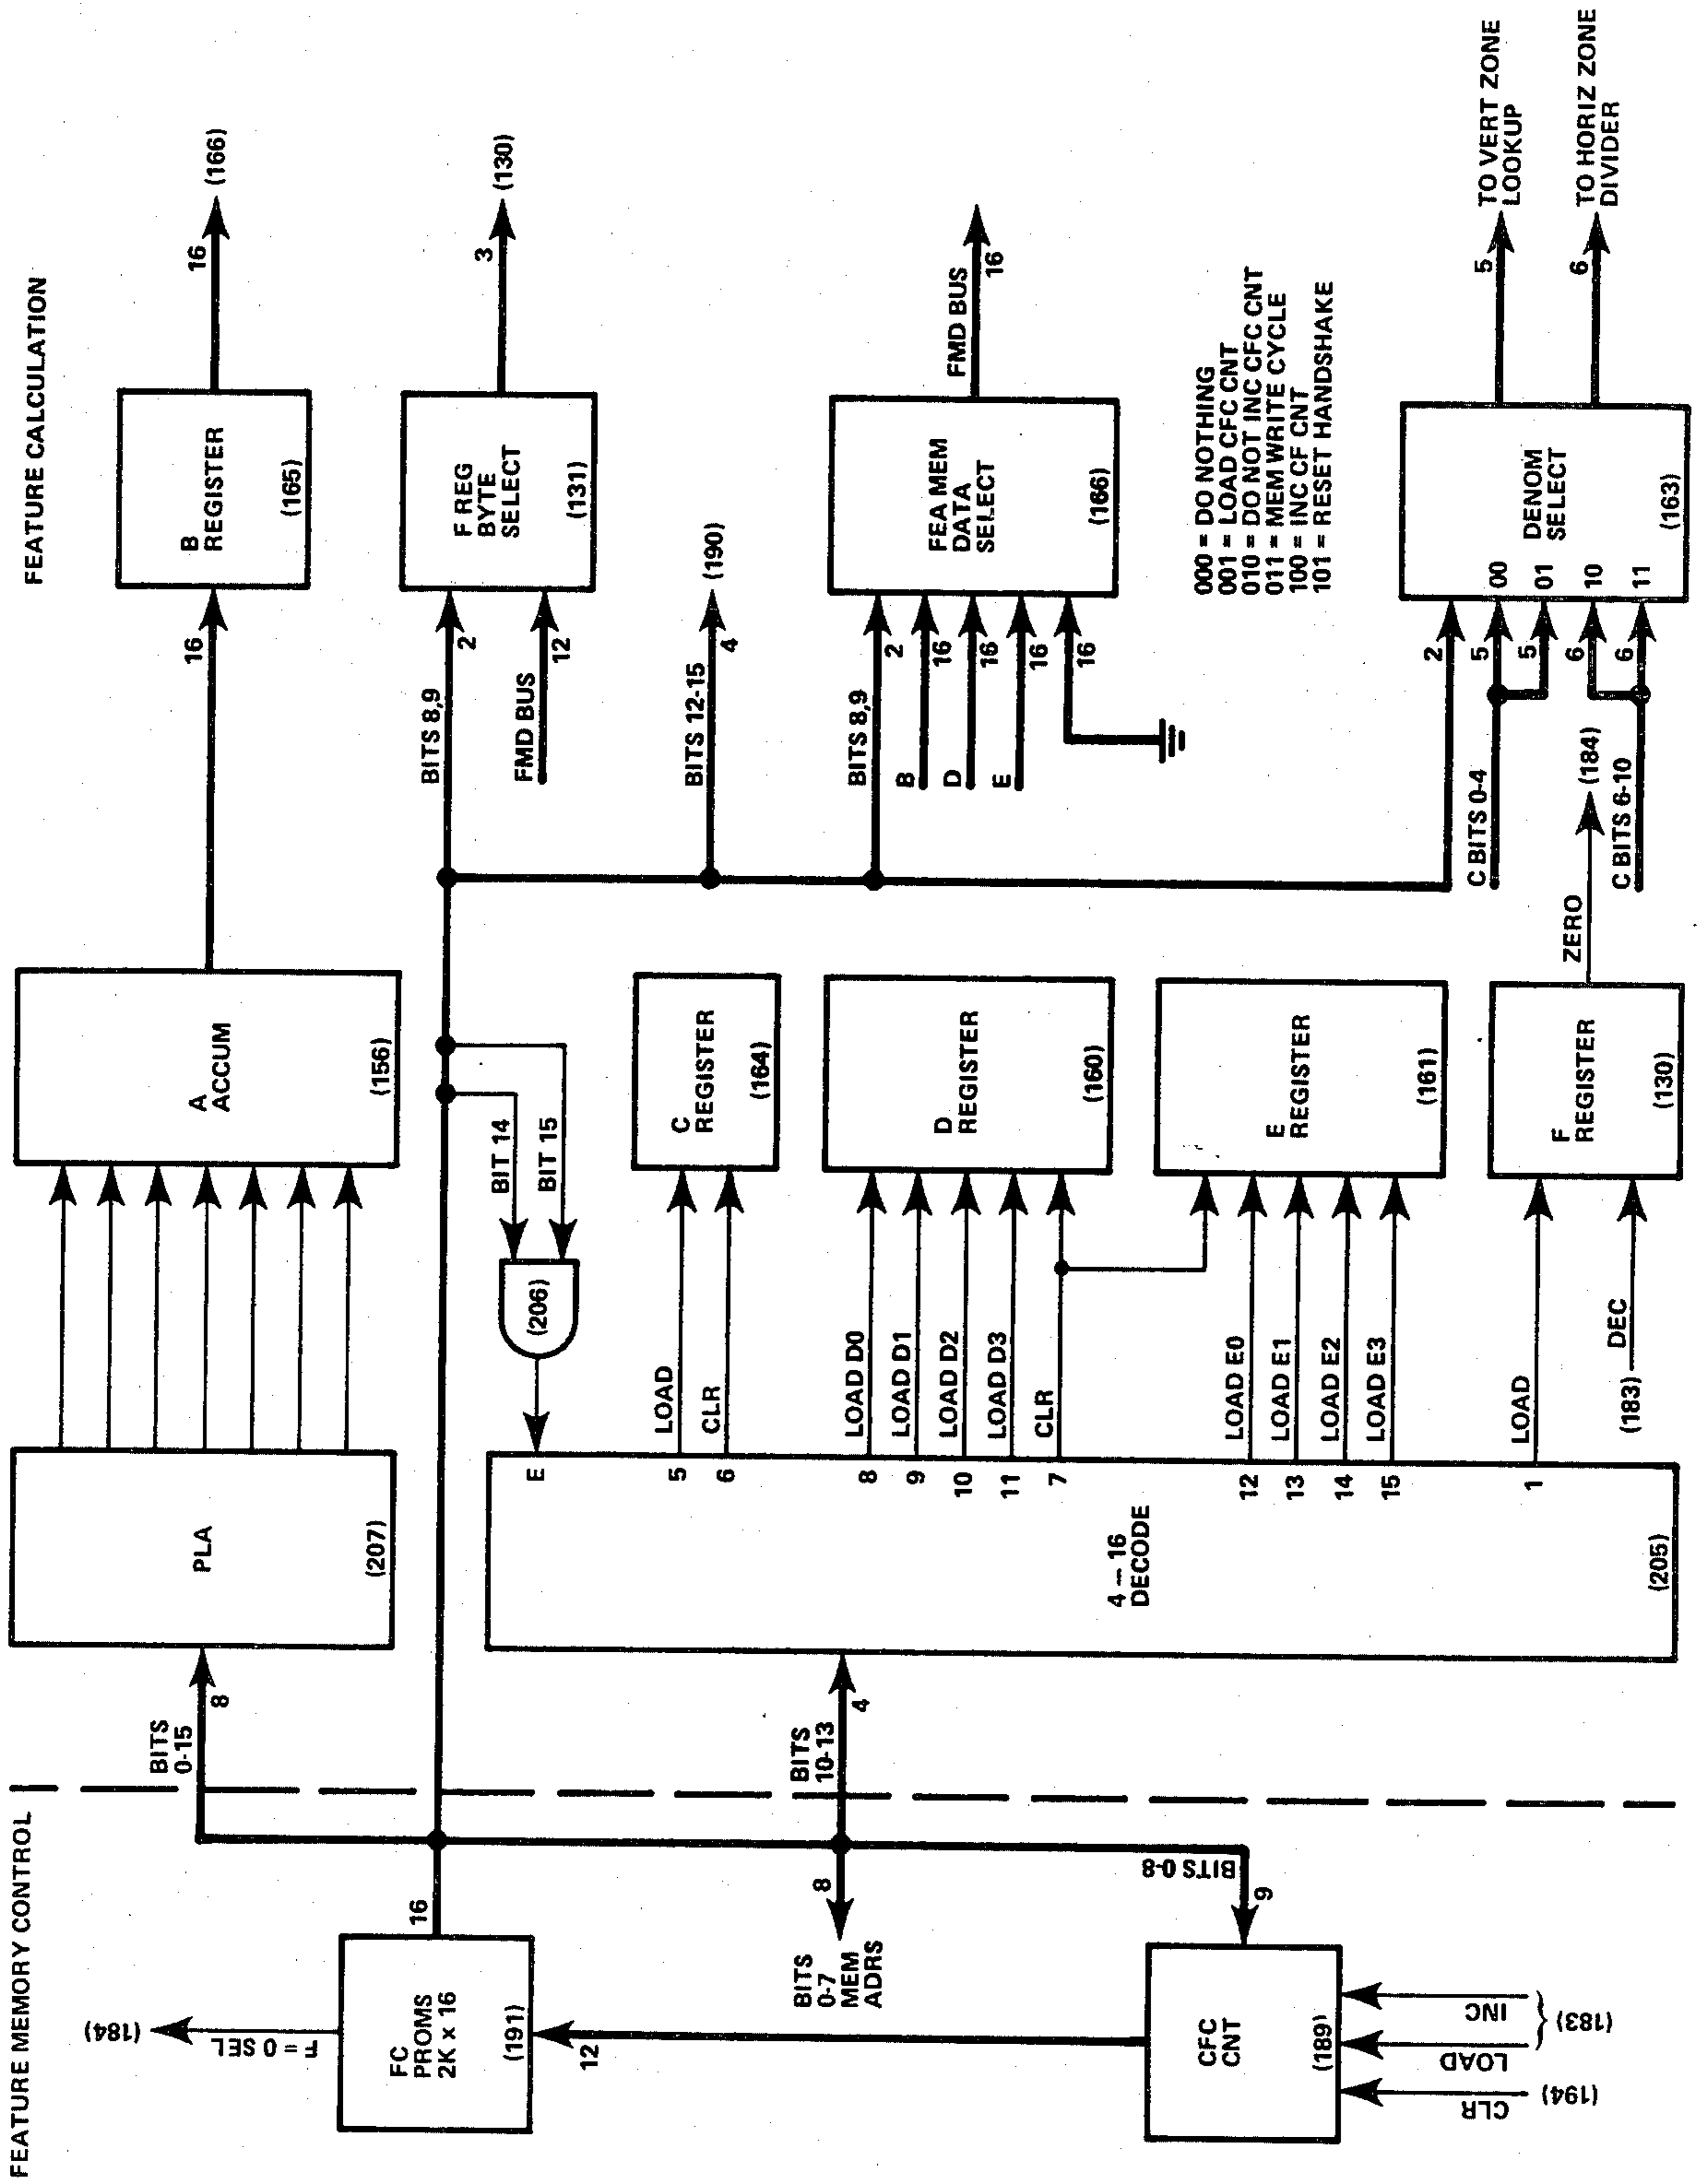 FEATURE MEMORY CONTROL
FEATURE CALCULATION
(184)
F = 0 SEL
FC
PROMS
2K x 16
(191)
16
12
BITS
0-7
MEM
ADRS
8
BITS 0-8
9
CFC
CNT
(189)
CLR
LOAD
INC
(194)
(183)
BITS
0-15
8
PLA
(207)
A
ACCUM
(156)
16
B
REGISTER
(165)
16
(166)
BITS 8,9
2
FMD BUS
12
F REG
BYTE
SELECT
(131)
3
(130)
BIT 14
BIT 15
(206)
BITS 12-15
4
(190)
BITS
10-13
4
4 – 16
DECODE
(205)
E
5
LOAD
6
CLR
C
REGISTER
(164)
8
LOAD D0
9
LOAD D1
10
LOAD D2
11
LOAD D3
7
CLR
D
REGISTER
(160)
12
LOAD E0
13
LOAD E1
14
LOAD E2
15
LOAD E3
E
REGISTER
(161)
1
LOAD
(183)
DEC
F
REGISTER
(130)
ZERO
(184)
BITS 8,9
2
B
16
D
16
E
16
16
FEA MEM
DATA
SELECT
(166)
FMD BUS
16
000 = DO NOTHING
001 = LOAD CFC CNT
010 = DO NOT INC CFC CNT
011 = MEM WRITE CYCLE
100 = INC CF CNT
101 = RESET HANDSHAKE
2
C BITS 0-4
5
00
5
01
C BITS 6-10
6
10
6
11
DENOM
SELECT
(163)
5
TO VERT ZONE
LOOKUP
6
TO HORIZ ZONE
DIVIDER